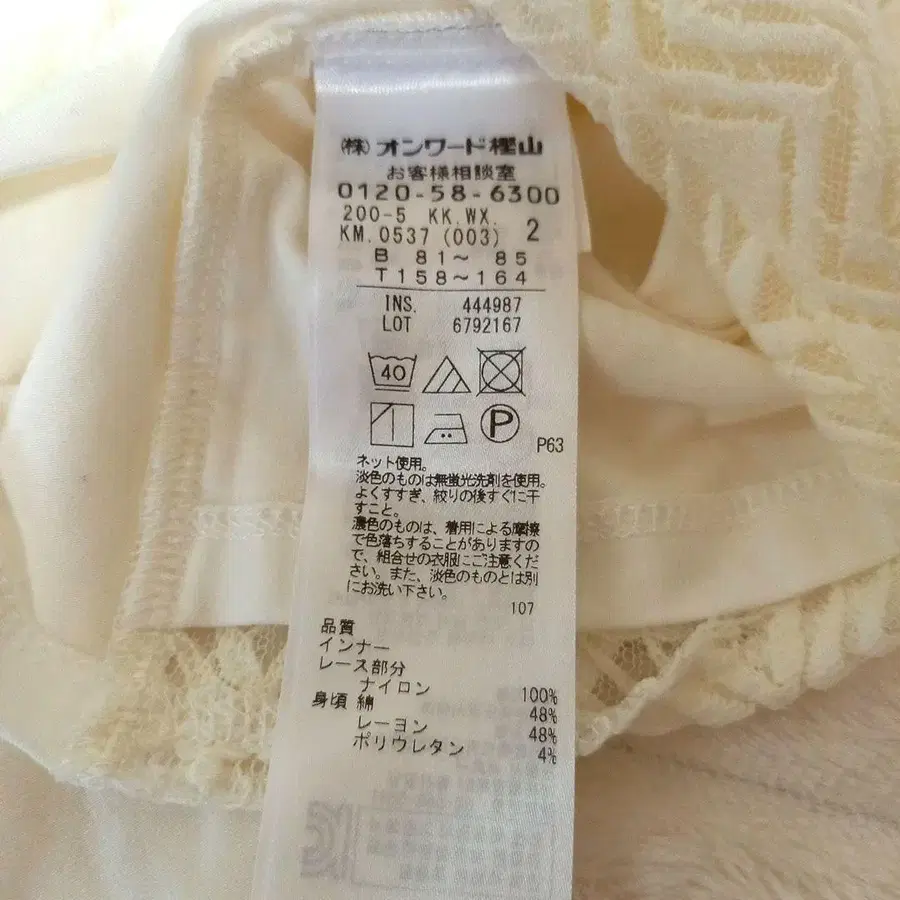 (株)オンワード樫山
お客様相談室
0120-58-6300
200-5 KK.WX.
KM.0537 (003) 2
B 81～ 85
T 158～164
INS. 444987
LOT 6792167
40
P
P63
ネット使用。
淡色のものは無蛍光洗剤を使用。
よくすすぎ、絞りの後すぐに干
すこと。
濃色のものは、着用による摩擦
で色落ちすることがありますの
で、組合せの衣服にご注意くだ
さい。また、淡色のものとは別
にお洗い下さい。
107
品質
インナー
レース部分
ナイロン 100%
身頃 綿 48%
レーヨン 48%
ポリウレタン 4%